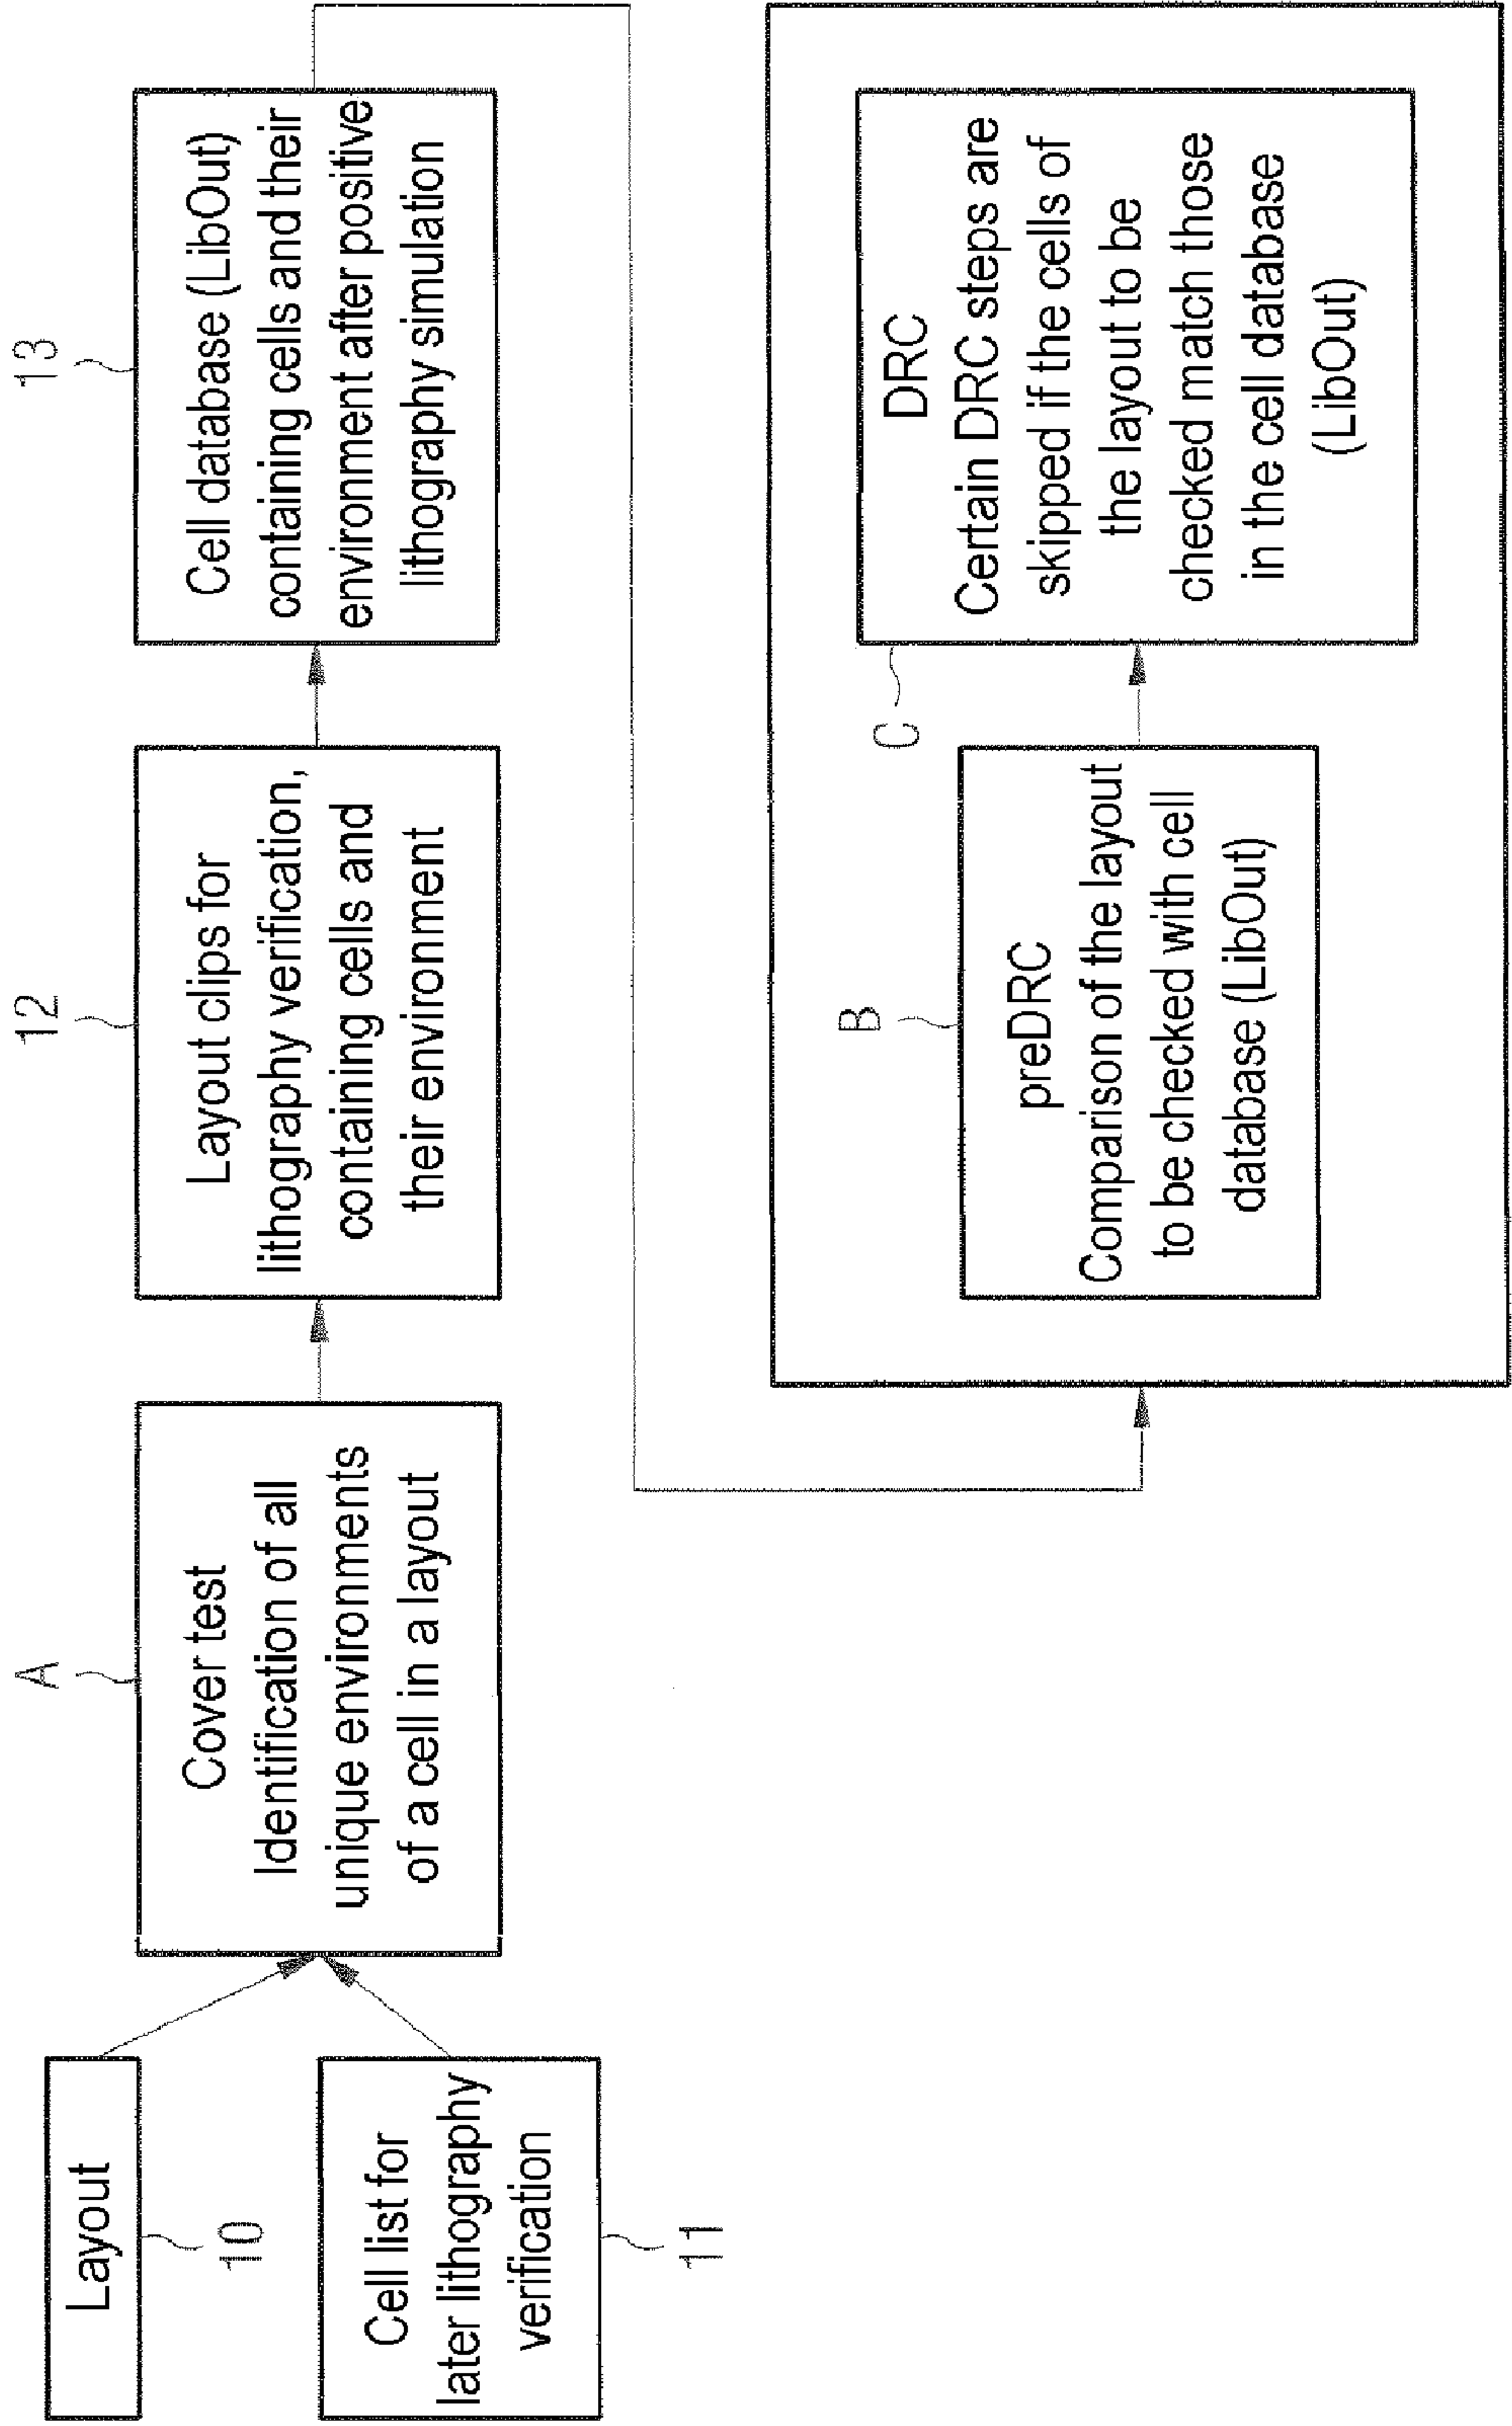 Layout
10
Cell list for
later lithography
verification
11
A
Cover test
Identification of all
unique environments
of a cell in a layout
12
Layout clips for
lithography verification,
containing cells and
their environment
13
Cell database (LibOut)
containing cells and their
environment after positive
lithography simulation
B
preDRC
Comparison of the layout
to be checked with cell
database (LibOut)
C
DRC
Certain DRC steps are
skipped if the cells of
the layout to be
checked match those
in the cell database
(LibOut)